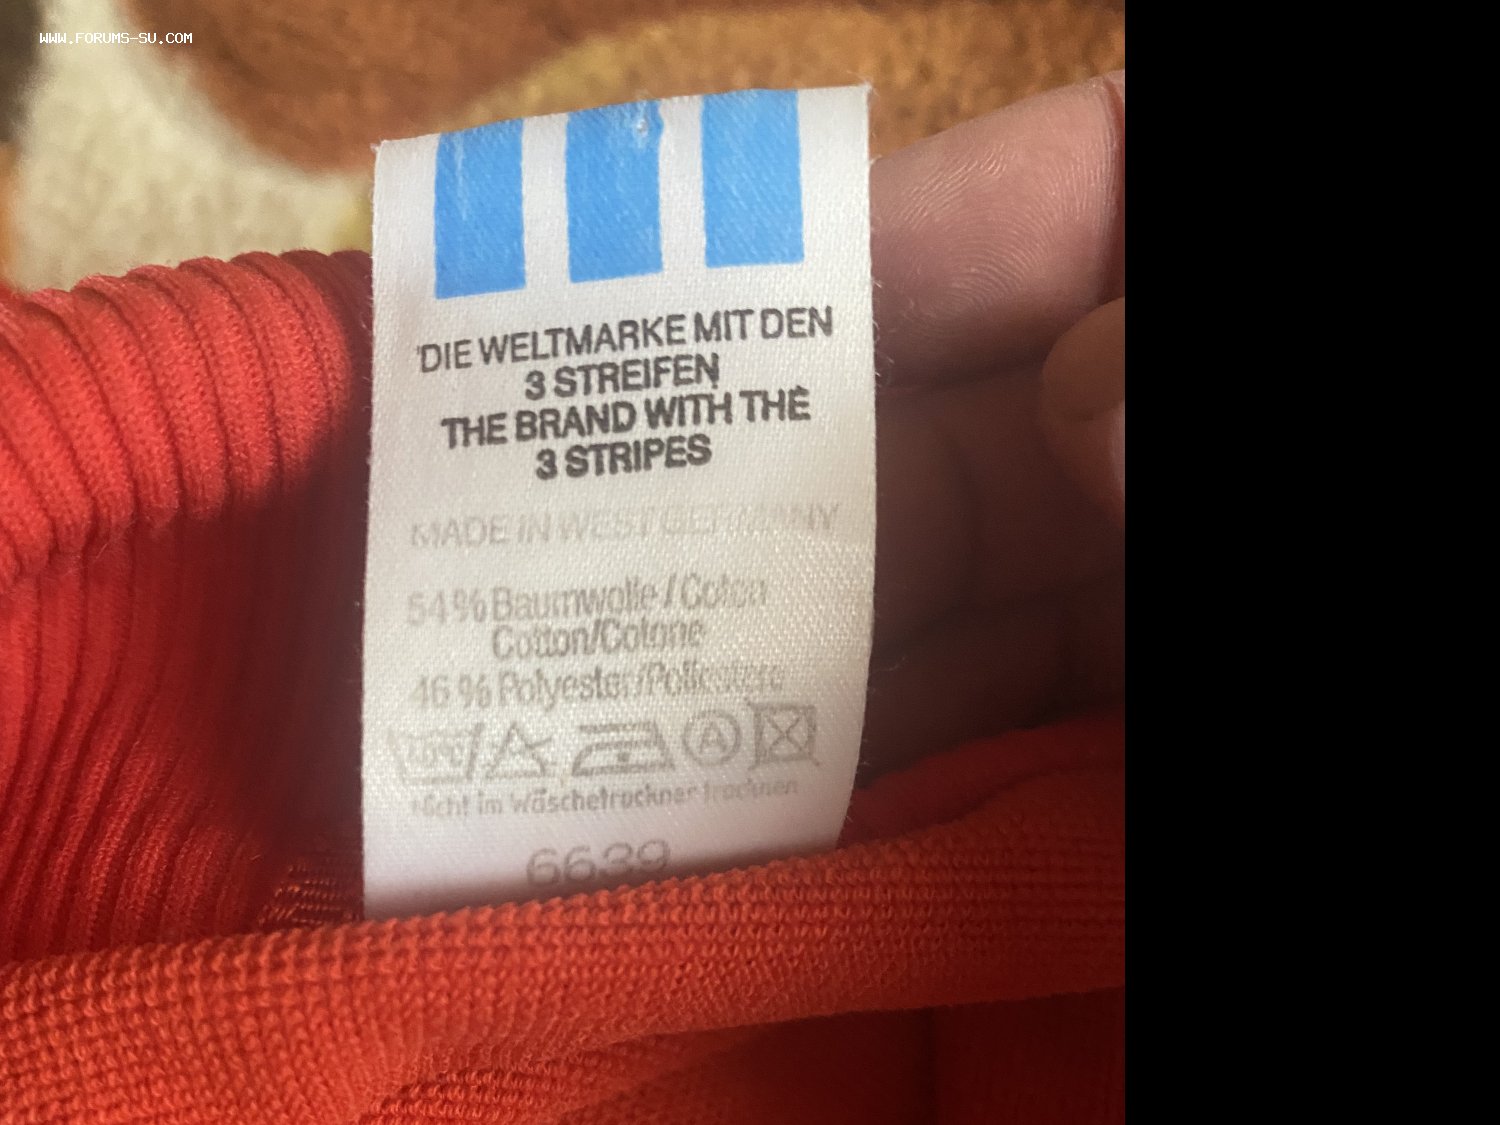 WWW.FORUMS-SU.COM
DIE WELTMARKE MIT DEN
3 STREIFEN
THE BRAND WITH THE
3 STRIPES
MADE IN WEST GERMANY
54% Baumwolle / Coton
Cotton/Cotone
46% Polyester/Poliestere
A
Nicht im Wäschetrockner trocknen
6639